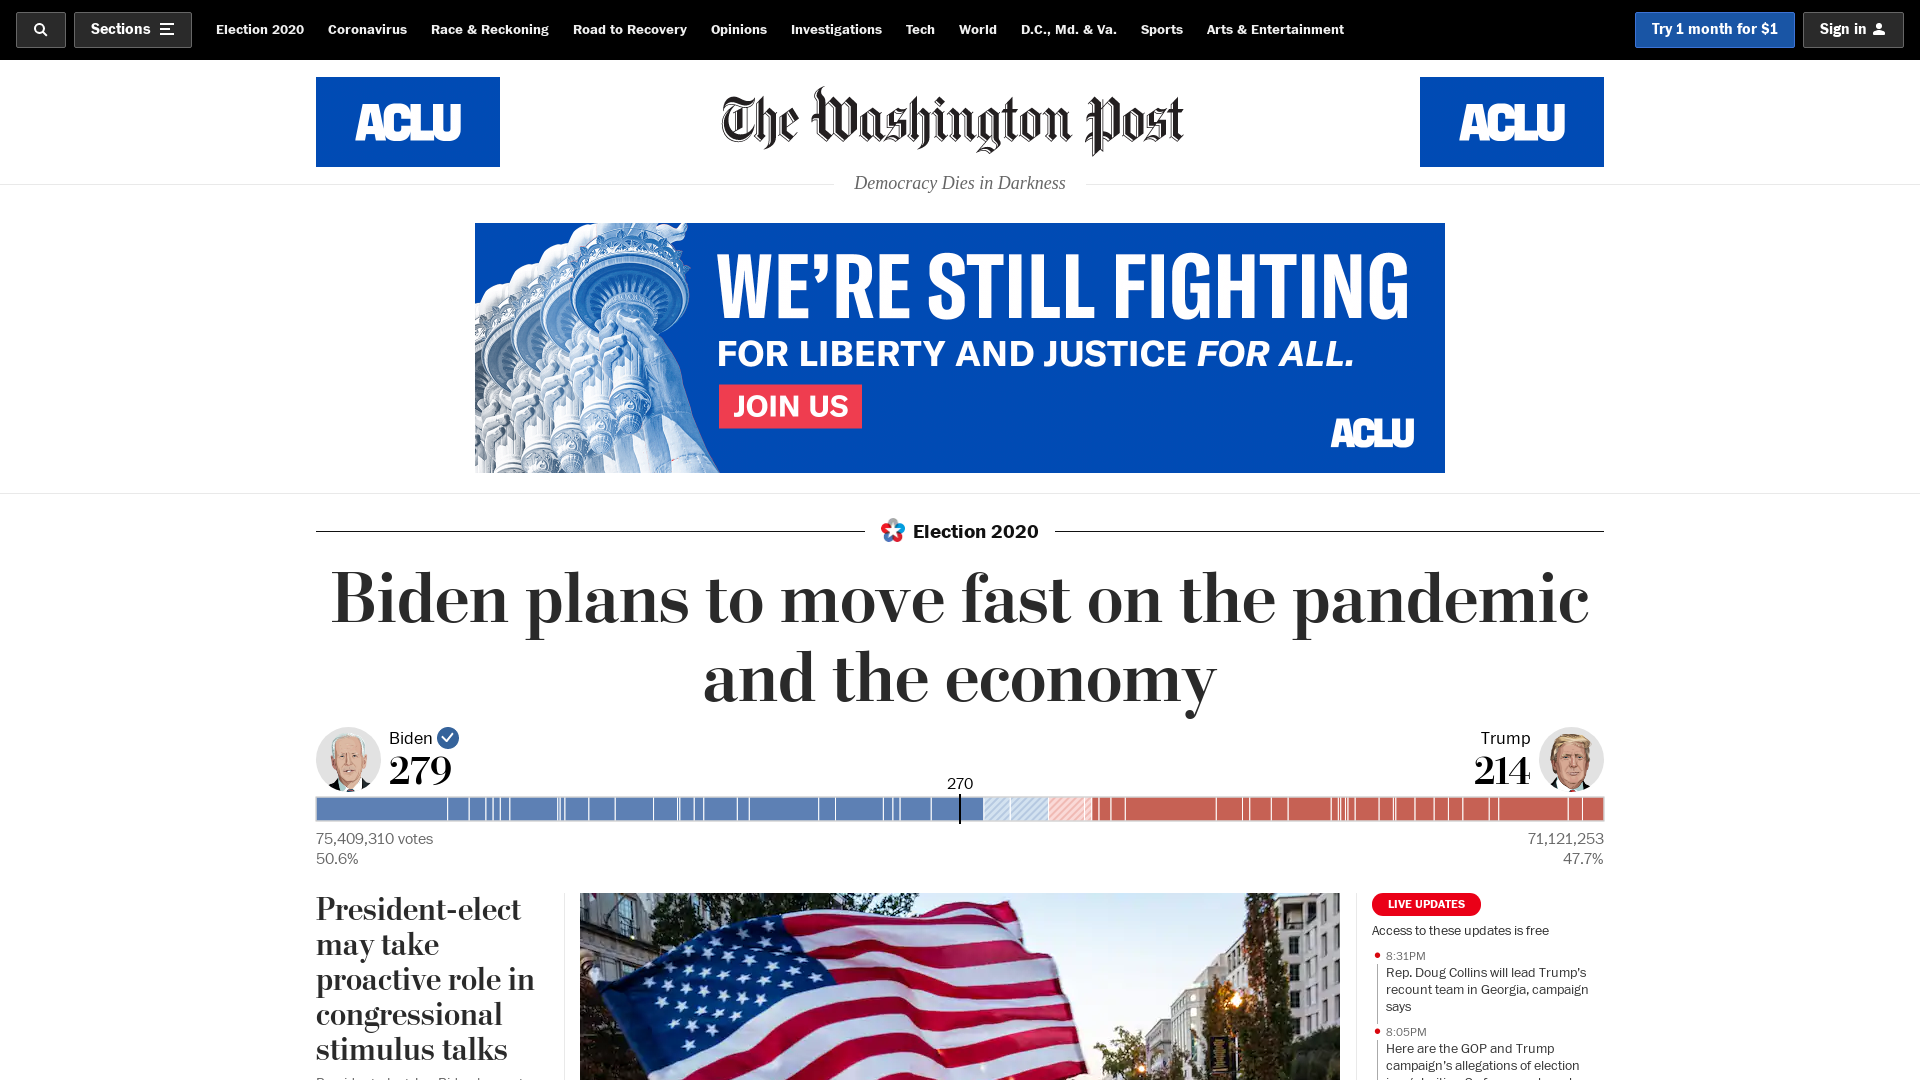 Sections
Election 2020
Coronavirus
Race & Reckoning
Road to Recovery
Opinions
Investigations
Tech
World
D.C., Md. & Va.
Sports
Arts & Entertainment
Try 1 month for $1
Sign in
ACLU
The Washington Post
ACLU
Democracy Dies in Darkness
WE'RE STILL FIGHTING
FOR LIBERTY AND JUSTICE FOR ALL.
JOIN US
ACLU
Election 2020
Biden plans to move fast on the pandemic
and the economy
Biden
279
Trump
214
270
75,409,310 votes
50.6%
71,121,253
47.7%
President-elect
may take
proactive role in
congressional
stimulus talks
LIVE UPDATES
Access to these updates is free
8:31PM
Rep. Doug Collins will lead Trump's
recount team in Georgia, campaign
says
8:05PM
Here are the GOP and Trump
campaign's allegations of election